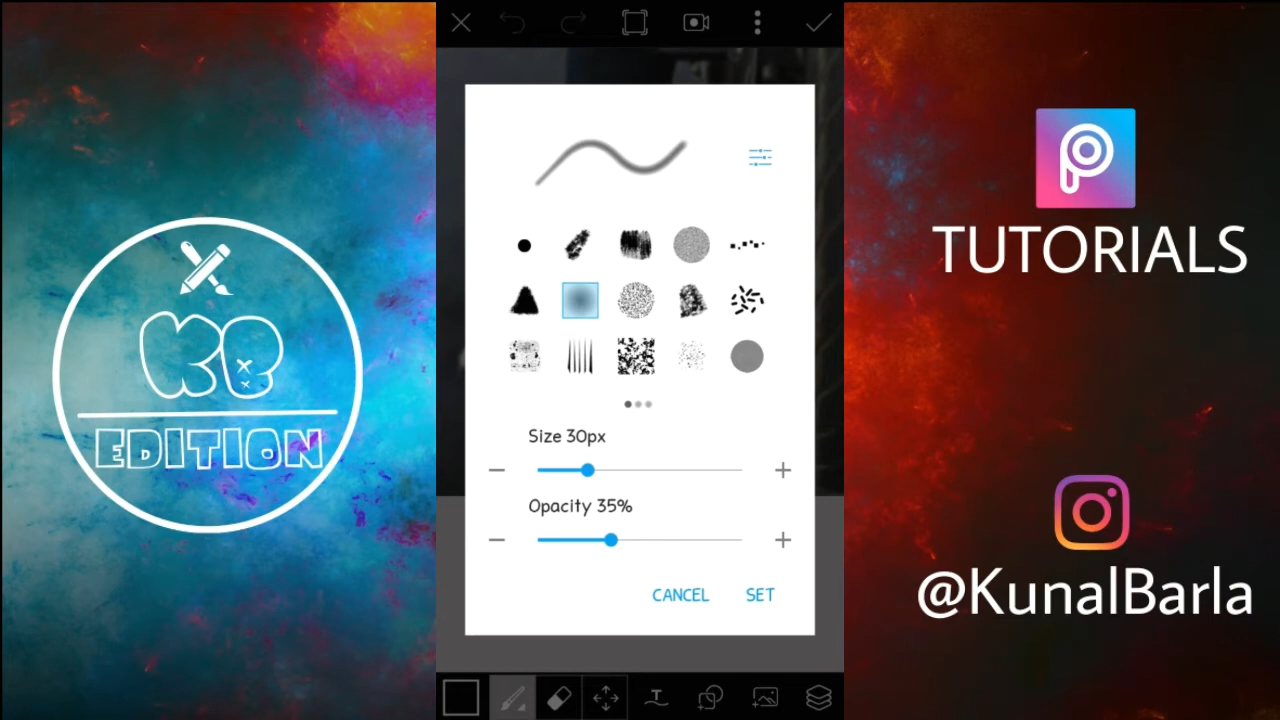 KB
EDITION
Size 30px
Opacity 35%
CANCEL SET
TUTORIALS
@KunalBarla